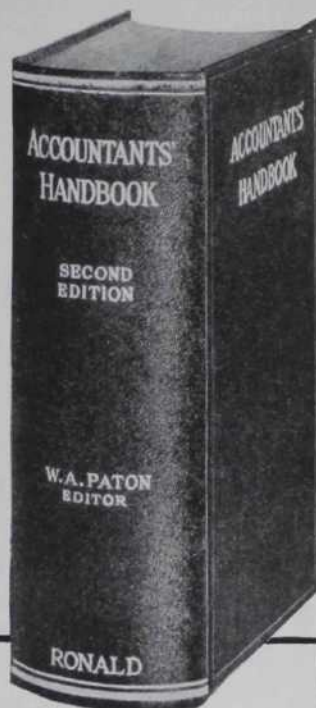 ACCOUNTANTS'
HANDBOOK
SECOND
EDITION
W. A. PATON
EDITOR
RONALD
ACCOUNTANTS'
HANDBOOK